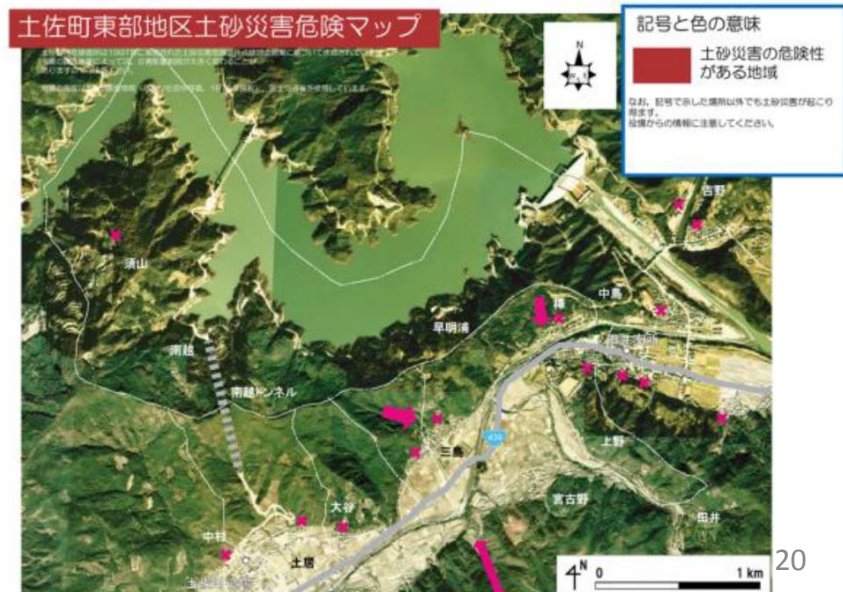 土佐町東部地区土砂災害危険マップ
記号と色の意味
土砂災害の危険性
がある地域
なお、記号で示した場所以外でも土砂災害が起こり
得ます。
役場からの情報に注意してください。
N
吉野
須山
中島
樽
早明浦
南越
南越トンネル
439
三島
上野
宮古野
大谷
田井
中村
土居
N 0 1 km
20